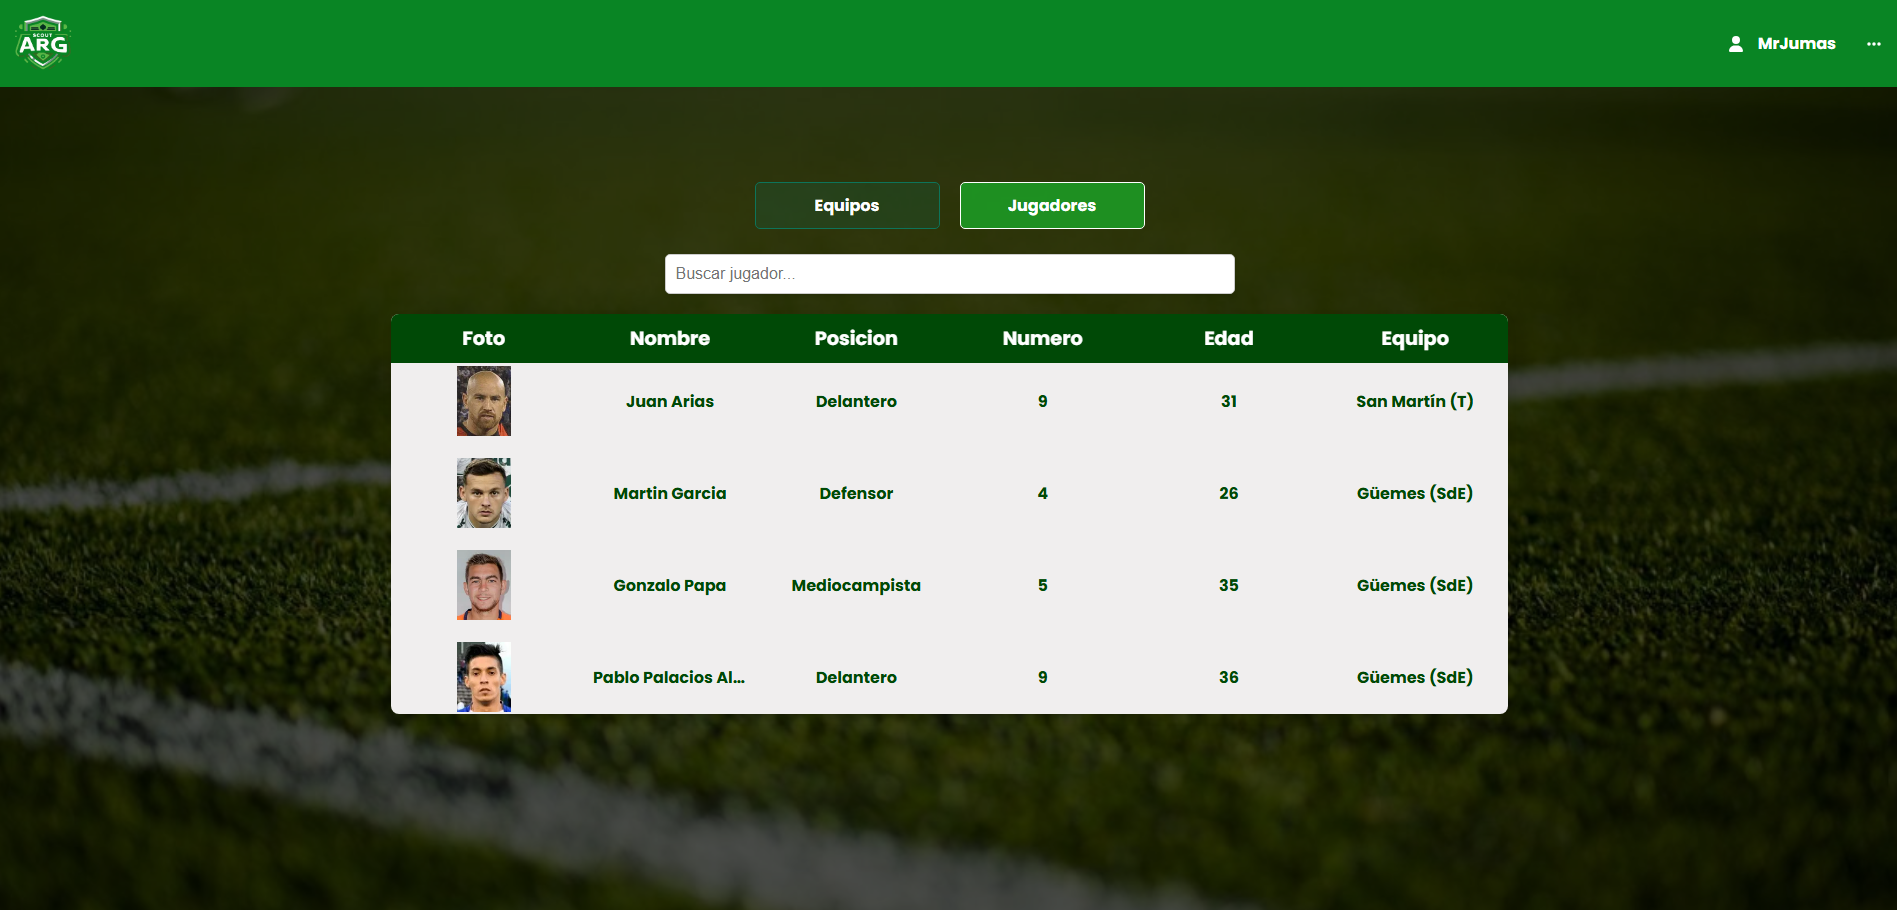 SCOUT
ARG
MrJumas
Equipos Jugadores
Buscar jugador...
Foto Nombre Posicion Numero Edad Equipo
Juan Arias Delantero 9 31 San Martín (T)
Martin Garcia Defensor 4 26 Güemes (SdE)
Gonzalo Papa Mediocampista 5 35 Güemes (SdE)
Pablo Palacios Al... Delantero 9 36 Güemes (SdE)